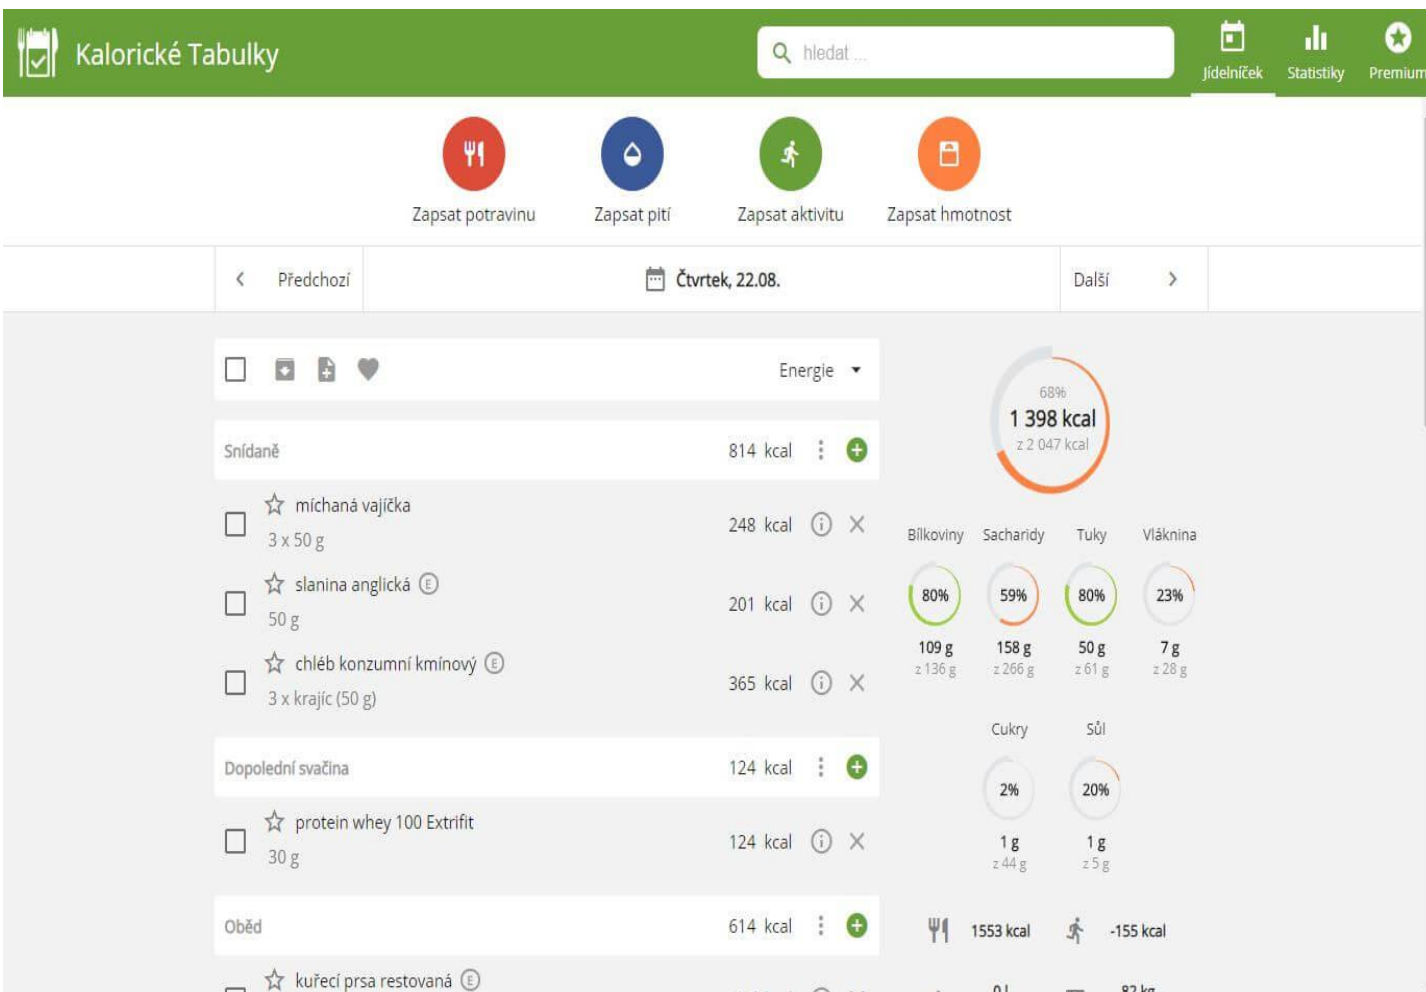 Kalorické Tabulky
hledat ...
Jídelníček
Statistiky
Premium
Zapsat potravinu
Zapsat pití
Zapsat aktivitu
Zapsat hmotnost
Předchozí
Čtvrtek, 22.08.
Další
Energie
68%
1 398 kcal
z 2 047 kcal
Snídaně 814 kcal
míchaná vajíčka
3 x 50 g
248 kcal
slanina anglická E
50 g
201 kcal
chléb konzumní kmínový E
3 x krajíc (50 g)
365 kcal
Bílkoviny Sacharidy Tuky Vláknina
80% 59% 80% 23%
109 g 158 g 50 g 7 g
z 136 g z 266 g z 61 g z 28 g
Cukry Sůl
2% 20%
1 g 1 g
z 44 g z 5 g
Dopolední svačina 124 kcal
protein whey 100 Extrifit
30 g
124 kcal
Oběd 614 kcal
1553 kcal -155 kcal
kuřecí prsa restovaná E
0 l 82 kg